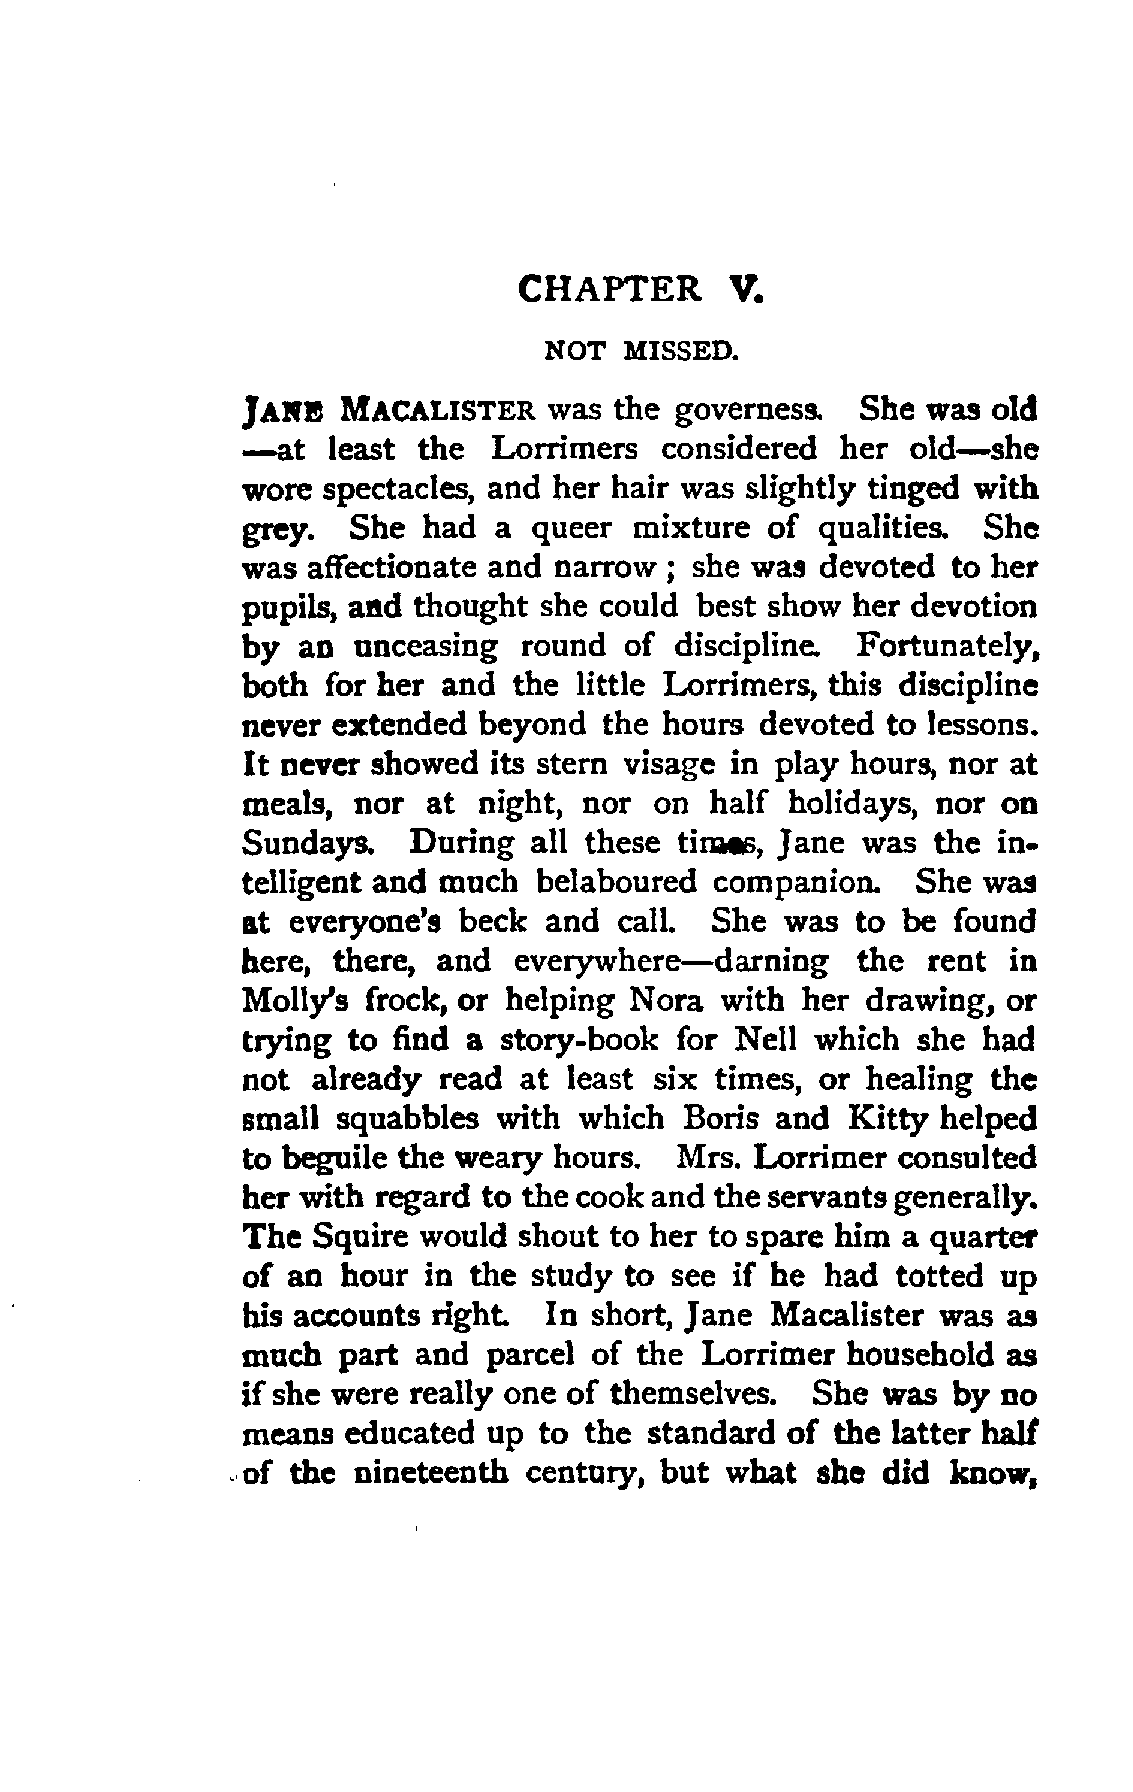 CHAPTER V.
NOT MISSED.
JANE MACALISTER was the governess. She was old
—at least the Lorrimers considered her old—she
wore spectacles, and her hair was slightly tinged with
grey. She had a queer mixture of qualities. She
was affectionate and narrow ; she was devoted to her
pupils, and thought she could best show her devotion
by an unceasing round of discipline. Fortunately,
both for her and the little Lorrimers, this discipline
never extended beyond the hours devoted to lessons.
It never showed its stern visage in play hours, nor at
meals, nor at night, nor on half holidays, nor on
Sundays. During all these times, Jane was the in-
telligent and much belaboured companion. She was
at everyone's beck and call. She was to be found
here, there, and everywhere—darning the rent in
Molly's frock, or helping Nora with her drawing, or
trying to find a story-book for Nell which she had
not already read at least six times, or healing the
small squabbles with which Boris and Kitty helped
to beguile the weary hours. Mrs. Lorrimer consulted
her with regard to the cook and the servants generally.
The Squire would shout to her to spare him a quarter
of an hour in the study to see if he had totted up
his accounts right. In short, Jane Macalister was as
much part and parcel of the Lorrimer household as
if she were really one of themselves. She was by no
means educated up to the standard of the latter half
of the nineteenth century, but what she did know,